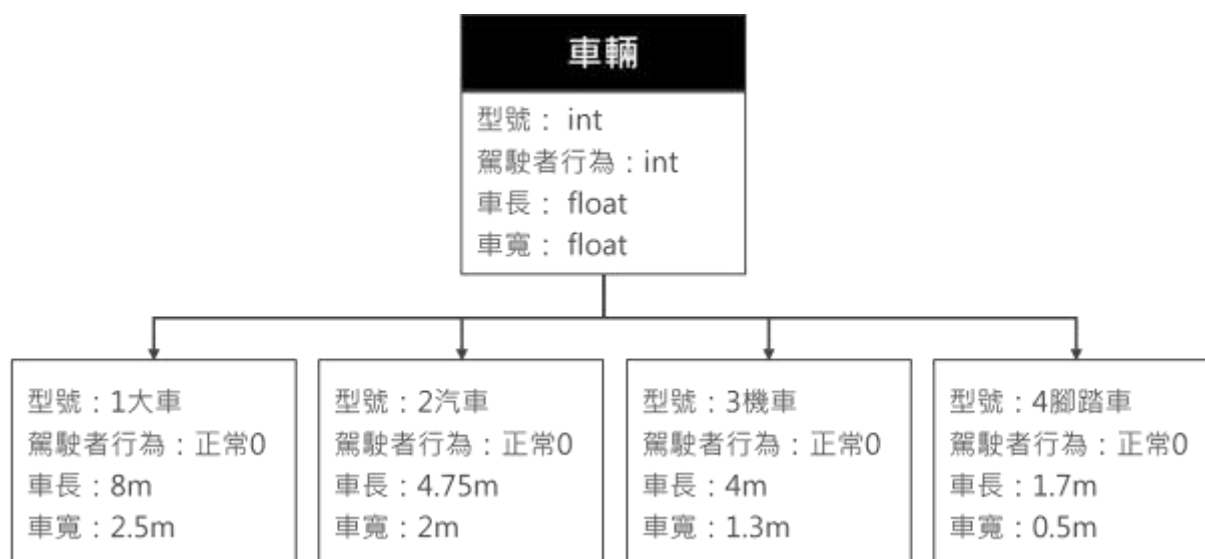 車輛
型號： int
駕駛者行為：int
車長： float
車寬： float
型號：1大車
駕駛者行為：正常0
車長：8m
車寬：2.5m
型號：2汽車
駕駛者行為：正常0
車長：4.75m
車寬：2m
型號：3機車
駕駛者行為：正常0
車長：4m
車寬：1.3m
型號：4腳踏車
駕駛者行為：正常0
車長：1.7m
車寬：0.5m